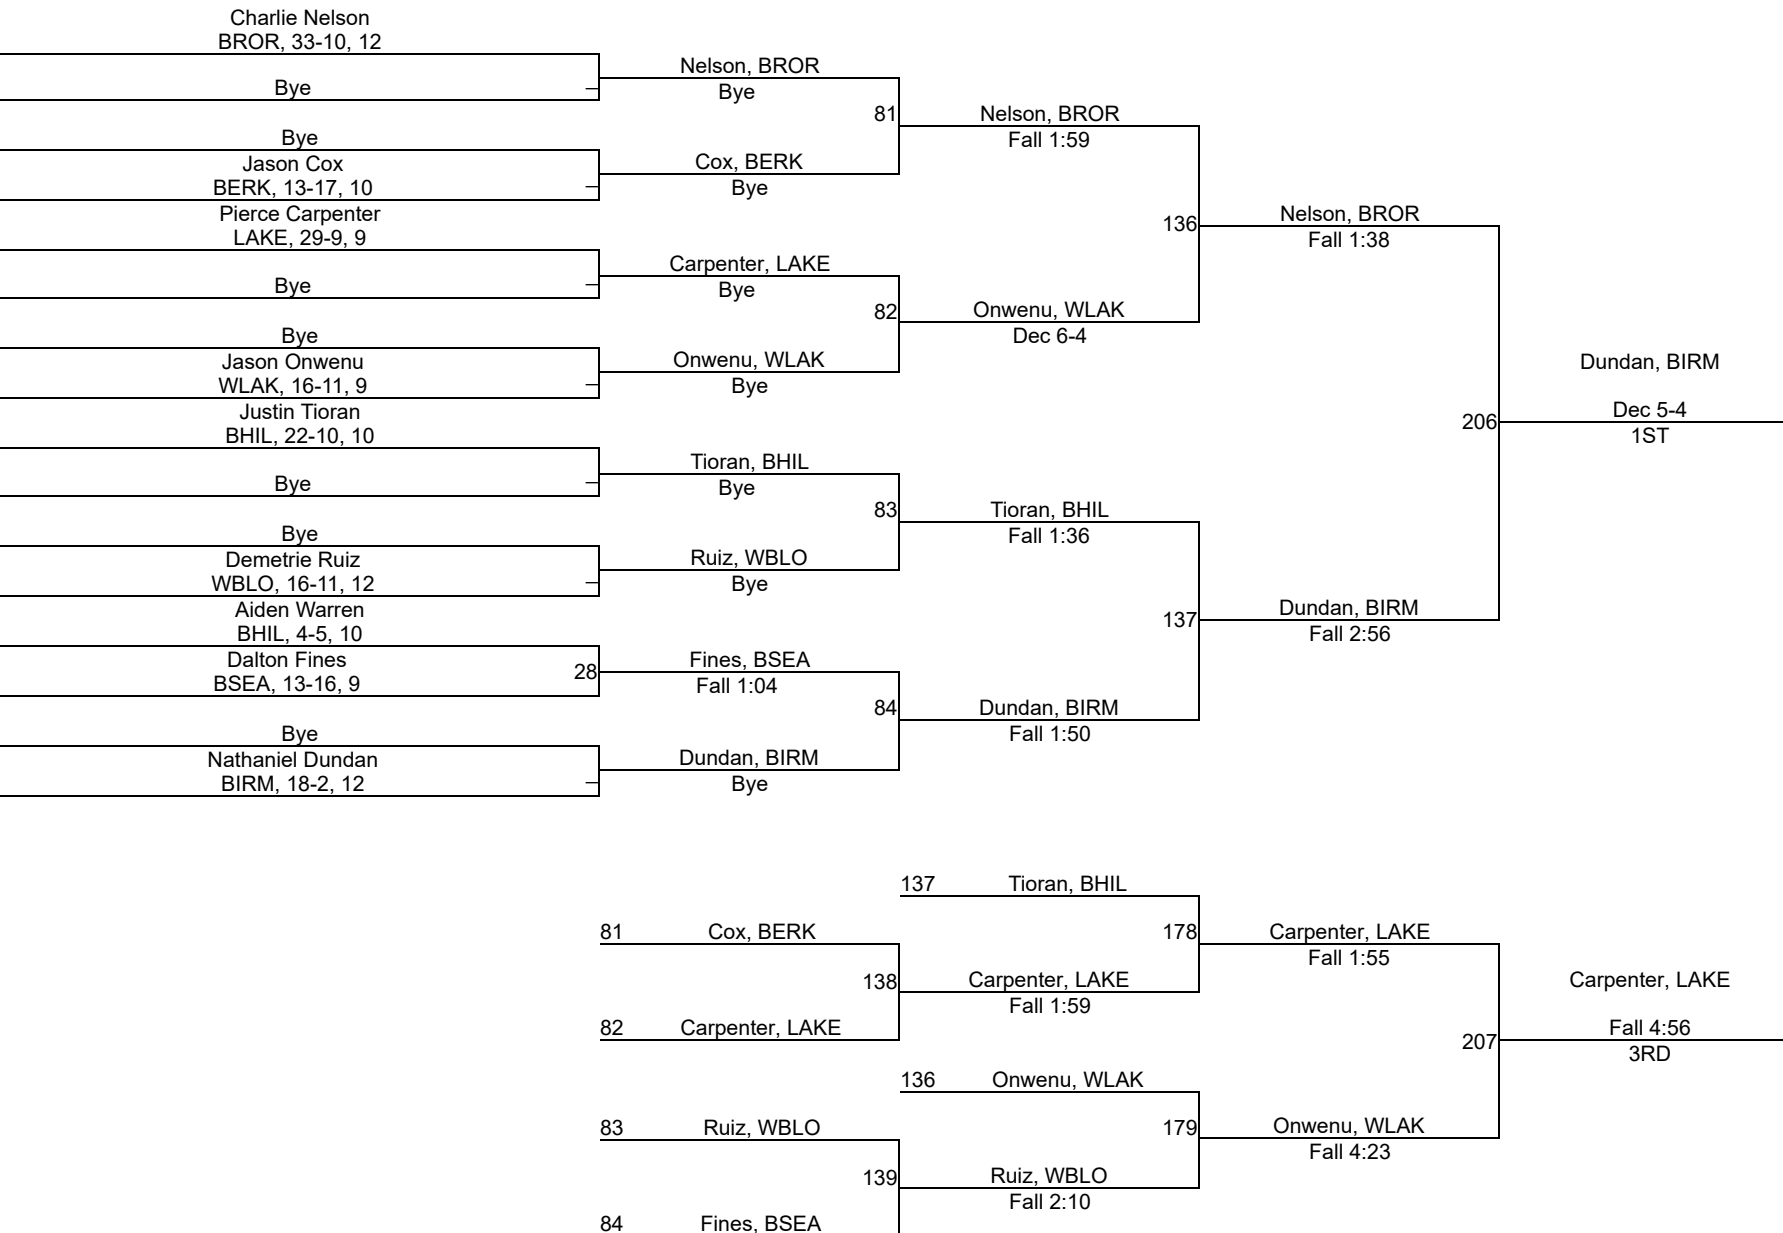 Charlie Nelson
BROR, 33-10, 12
Bye
Bye
Jason Cox
BERK, 13-17, 10
Pierce Carpenter
LAKE, 29-9, 9
Bye
Bye
Jason Onwenu
WLAK, 16-11, 9
Justin Tioran
BHIL, 22-10, 10
Bye
Bye
Demetrie Ruiz
WBLO, 16-11, 12
Aiden Warren
BHIL, 4-5, 10
Dalton Fines
BSEA, 13-16, 9
28
Bye
Nathaniel Dundan
BIRM, 18-2, 12
Nelson, BROR
Bye
81
Cox, BERK
Bye
Carpenter, LAKE
Bye
82
Onwenu, WLAK
Bye
Tioran, BHIL
Bye
83
Ruiz, WBLO
Bye
Fines, BSEA
Fall 1:04
84
Dundan, BIRM
Bye
Nelson, BROR
Fall 1:59
136
Onwenu, WLAK
Dec 6-4
Tioran, BHIL
Fall 1:36
137
Dundan, BIRM
Fall 1:50
Nelson, BROR
Fall 1:38
206
Dundan, BIRM
Fall 2:56
Dundan, BIRM
Dec 5-4
1ST
137 Tioran, BHIL
81 Cox, BERK
138
82 Carpenter, LAKE
Carpenter, LAKE
Fall 1:59
178
Carpenter, LAKE
Fall 1:55
136 Onwenu, WLAK
83 Ruiz, WBLO
139
84 Fines, BSEA
Ruiz, WBLO
Fall 2:10
179
Onwenu, WLAK
Fall 4:23
207
Carpenter, LAKE
Fall 4:56
3RD